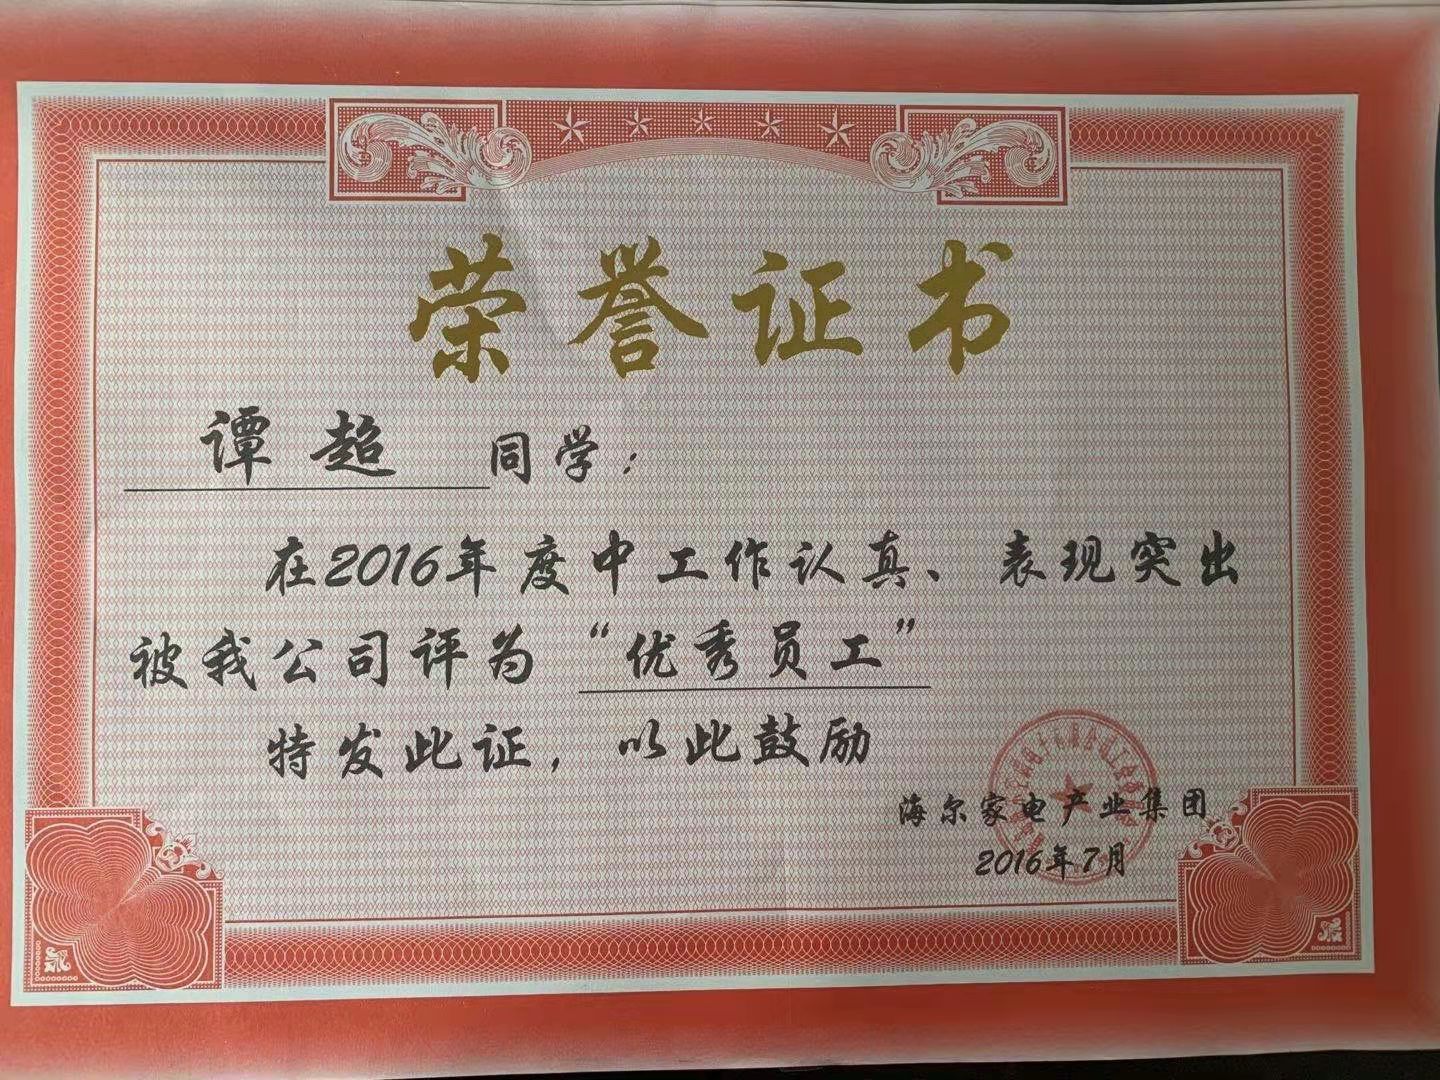 荣誉证书
谭超 同学：
在2016年度中工作认真、表现突出
被我公司评为“优秀员工”
特发此证，以此鼓励
海尔家电产业集团
2016年7月